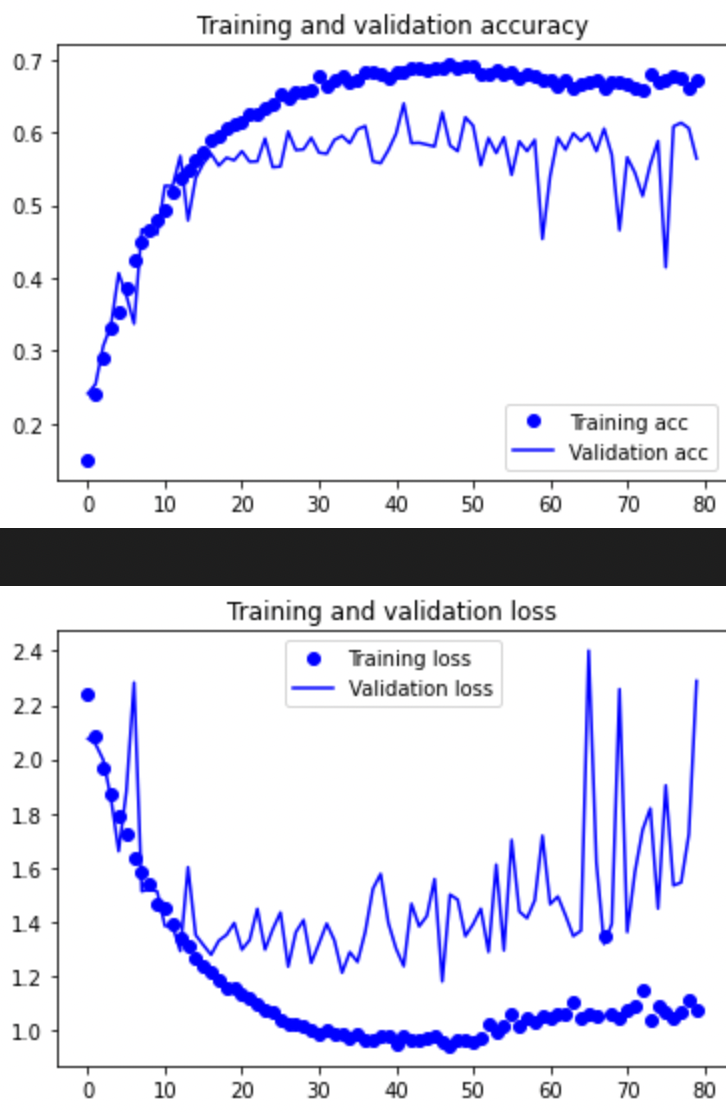 Training and validation accuracy
0.7
0.6
0.5
0.4
0.3
0.2
Training acc
Validation acc
0 10 20 30 40 50 60 70 80
Training and validation loss
2.4
2.2
2.0
1.8
1.6
1.4
1.2
1.0
Training loss
Validation loss
0 10 20 30 40 50 60 70 80